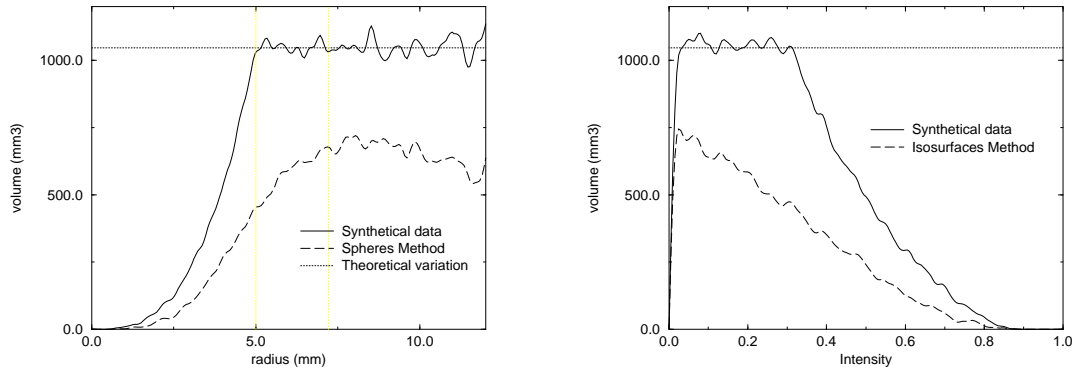 1000.0
500.0
0.0
volume (mm3)
0.0
5.0
10.0
radius (mm)
Synthetical data
Spheres Method
Theoretical variation
1000.0
500.0
0.0
volume (mm3)
0.0
0.2
0.4
0.6
0.8
1.0
Intensity
Synthetical data
Isosurfaces Method